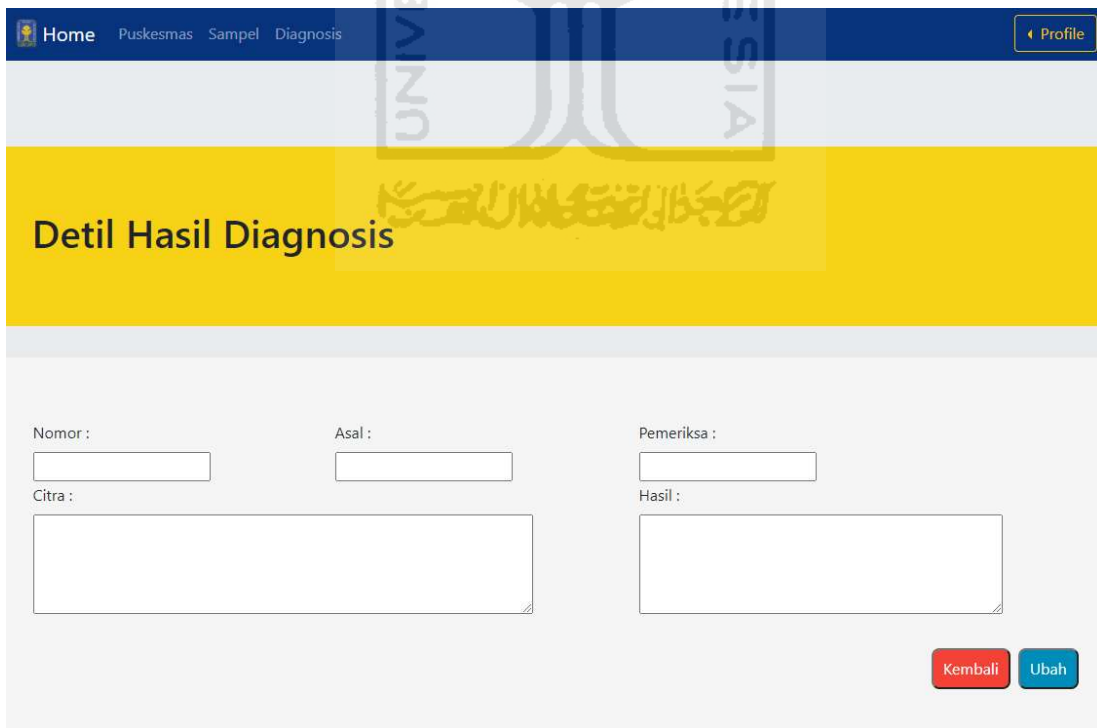 Home Puskesmas Sampel Diagnosis Profile
Detil Hasil Diagnosis
Nomor : Asal : Pemeriksa :
Citra : Hasil :
Kembali Ubah